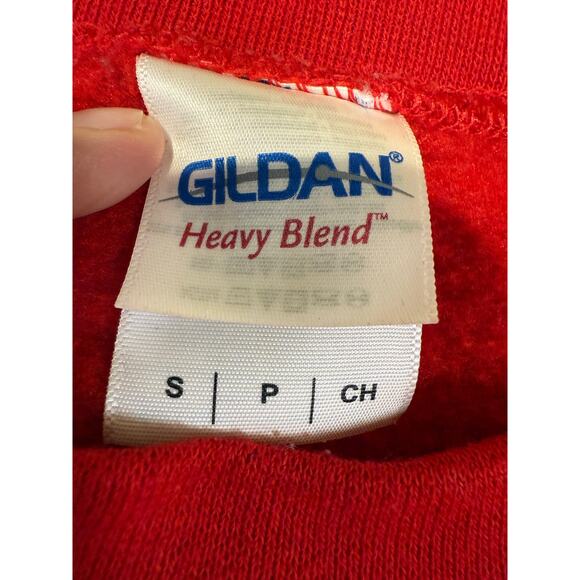 GILDAN®
Heavy Blend™
S | P | CH